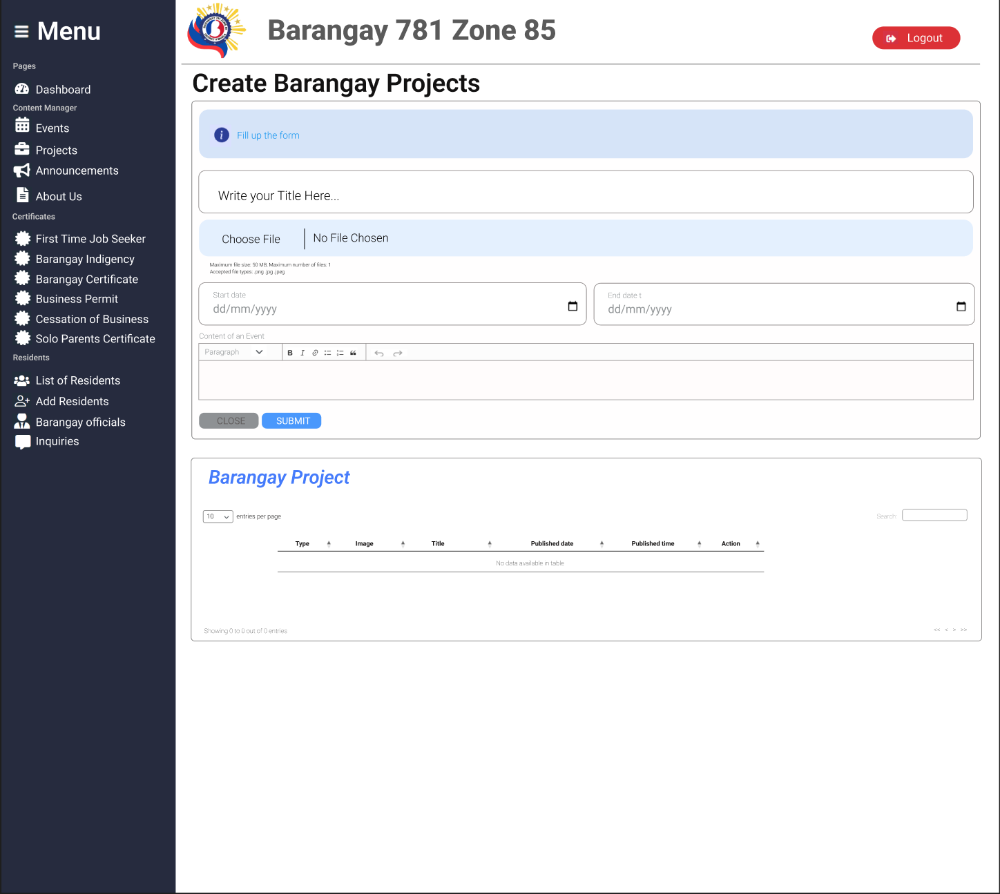 Menu
Pages
Dashboard
Content Manager
Events
Projects
Announcements
About Us
Certificates
First Time Job Seeker
Barangay Indigency
Barangay Certificate
Business Permit
Cessation of Business
Solo Parents Certificate
Residents
List of Residents
Add Residents
Barangay officials
Inquiries
Barangay 781 Zone 85
Logout
Create Barangay Projects
Fill up the form
Write your Title Here...
Choose File No File Chosen
Maximum file size: 50 MB, Maximum number of files: 1
Accepted file types: .png .jpg .jpeg
Start date
dd/mm/yyyy
End date t
dd/mm/yyyy
Content of an Event
Paragraph B I
CLOSE SUBMIT
Barangay Project
10 entries per page Search:
Type Image Title Published date Published time Action
No data available in table
Showing 0 to 0 out of 0 entries << < > >>